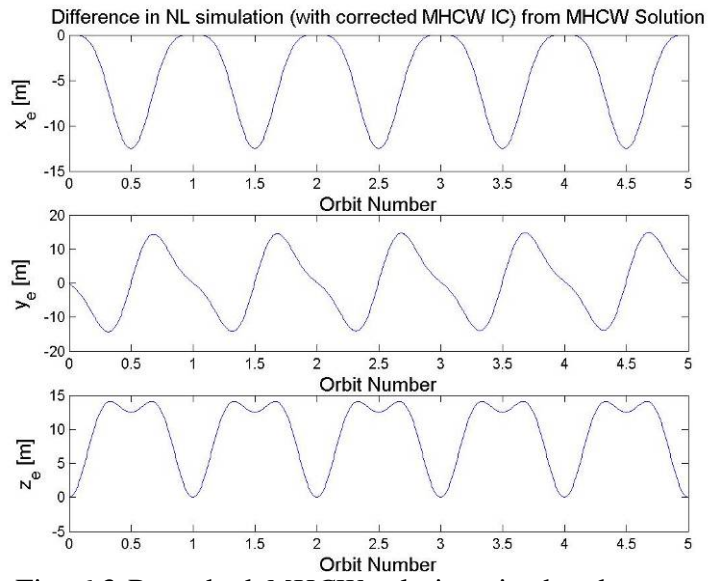 Difference in NL simulation (with corrected MHCW IC) from MHCW Solution
0
-5
-10
-15
x_e [m]
0 0.5 1 1.5 2 2.5 3 3.5 4 4.5 5
Orbit Number
20
10
0
-10
-20
y_e [m]
0 0.5 1 1.5 2 2.5 3 3.5 4 4.5 5
Orbit Number
15
10
5
0
-5
z_e [m]
0 0.5 1 1.5 2 2.5 3 3.5 4 4.5 5
Orbit Number